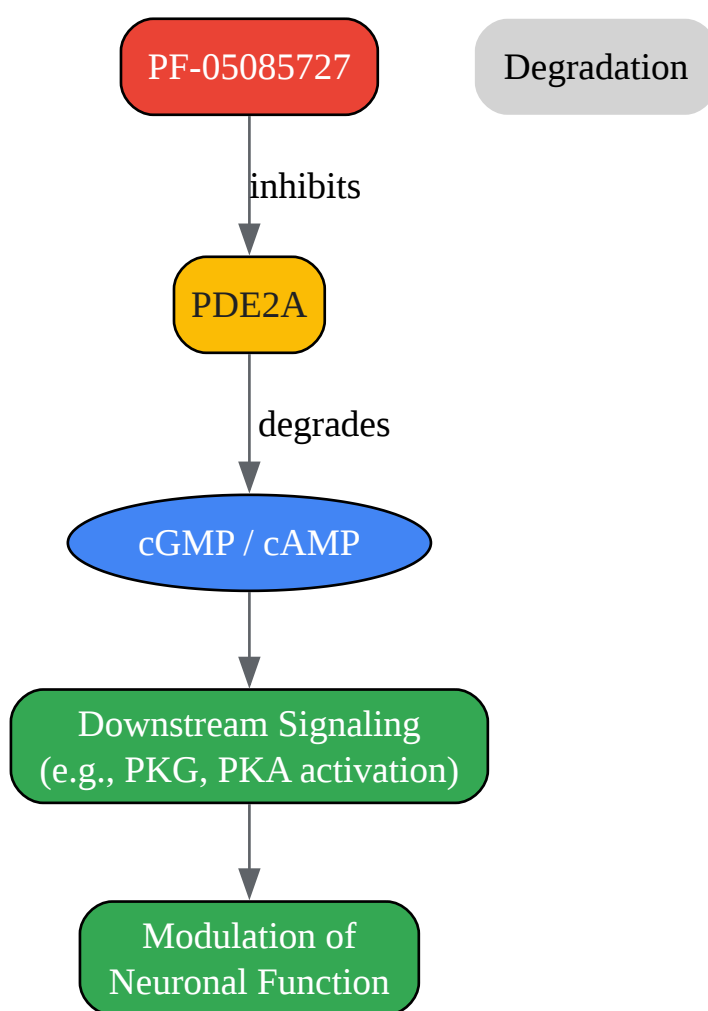 PF-05085727
Degradation
inhibits
PDE2A
degrades
cGMP / cAMP
Downstream Signaling
(e.g., PKG, PKA activation)
Modulation of
Neuronal Function